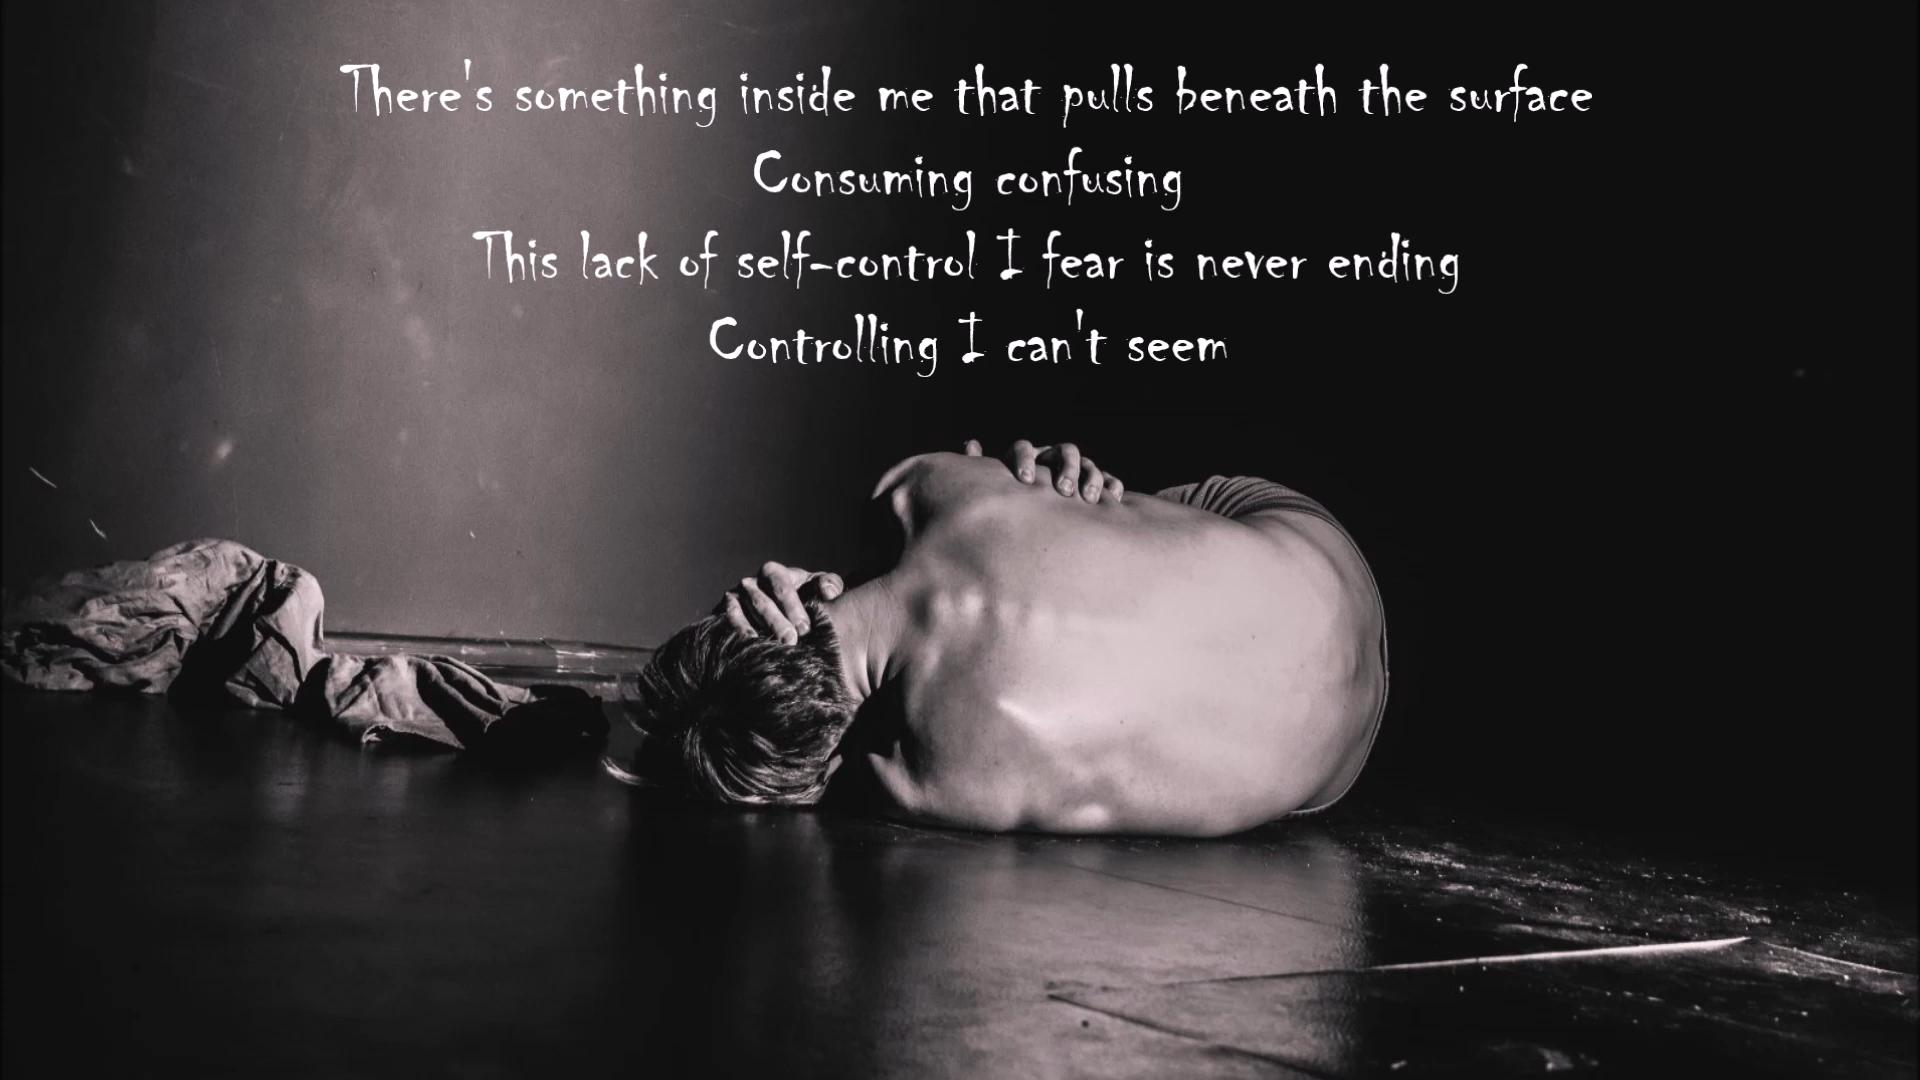 There's something inside me that pulls beneath the surface
Consuming confusing
This lack of self-control I fear is never ending
Controlling I can't seem